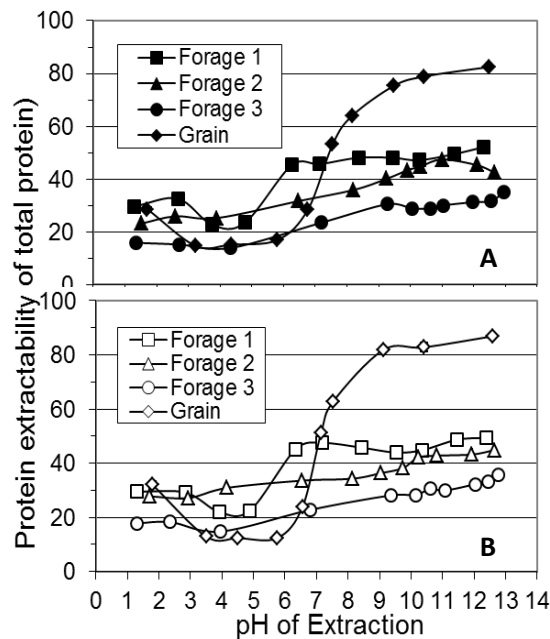 Protein extractability of total protein)
100
80
60
40
20
0
Forage 1
Forage 2
Forage 3
Grain
A
100
80
60
40
20
0
Forage 1
Forage 2
Forage 3
Grain
B
0 1 2 3 4 5 6 7 8 9 10 11 12 13
pH of Extraction